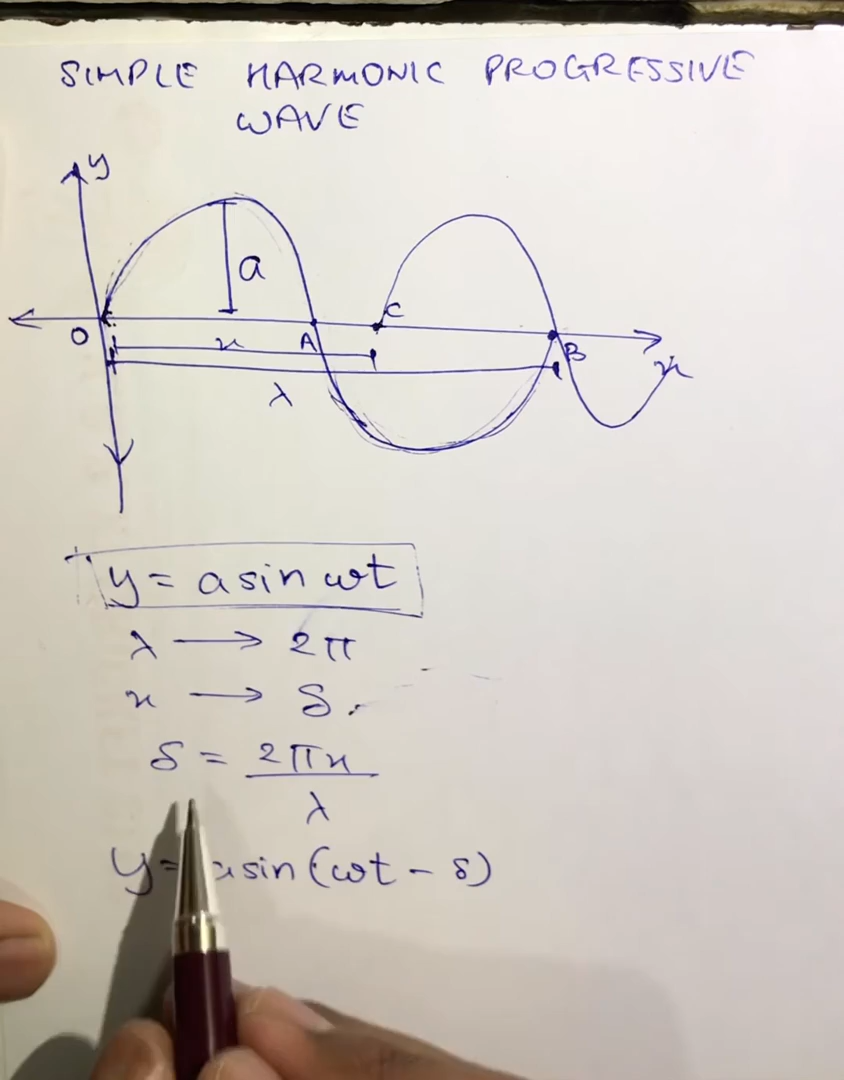 SIMPLE HARMONIC PROGRESSIVE
WAVE
y
a
C
O
x
A
B
x
λ
y = a sin ωt
λ → 2π
x → δ.
δ = 2πx
λ
y = a sin (ωt - δ)